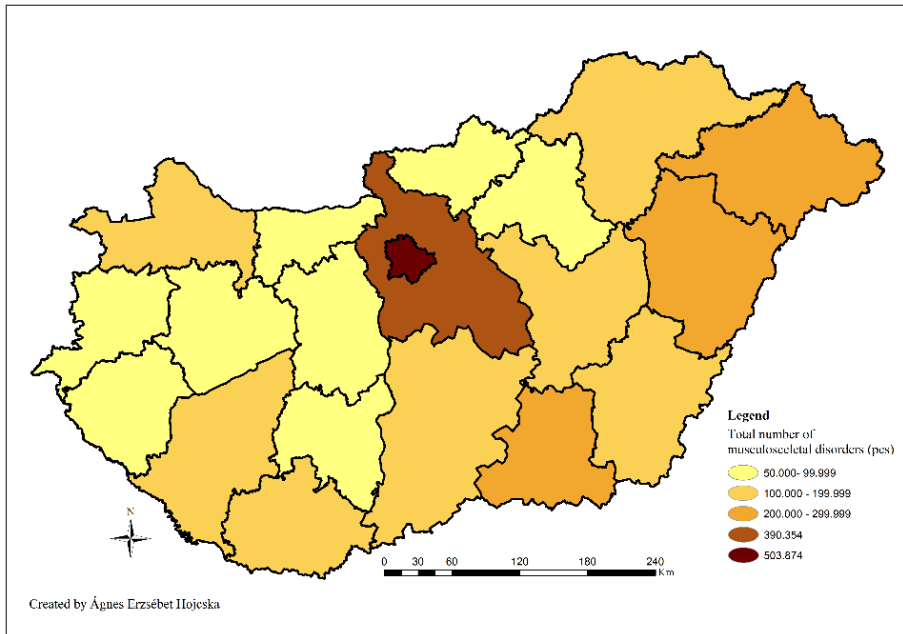 Legend
Total number of
musculosceletal disorders (pcs)
50.000- 99.999
100.000 - 199.999
200.000 - 299.999
390.354
503.874
N
0 30 60 120 180 240
Km
Created by Ágnes Erzsébet Hojcska